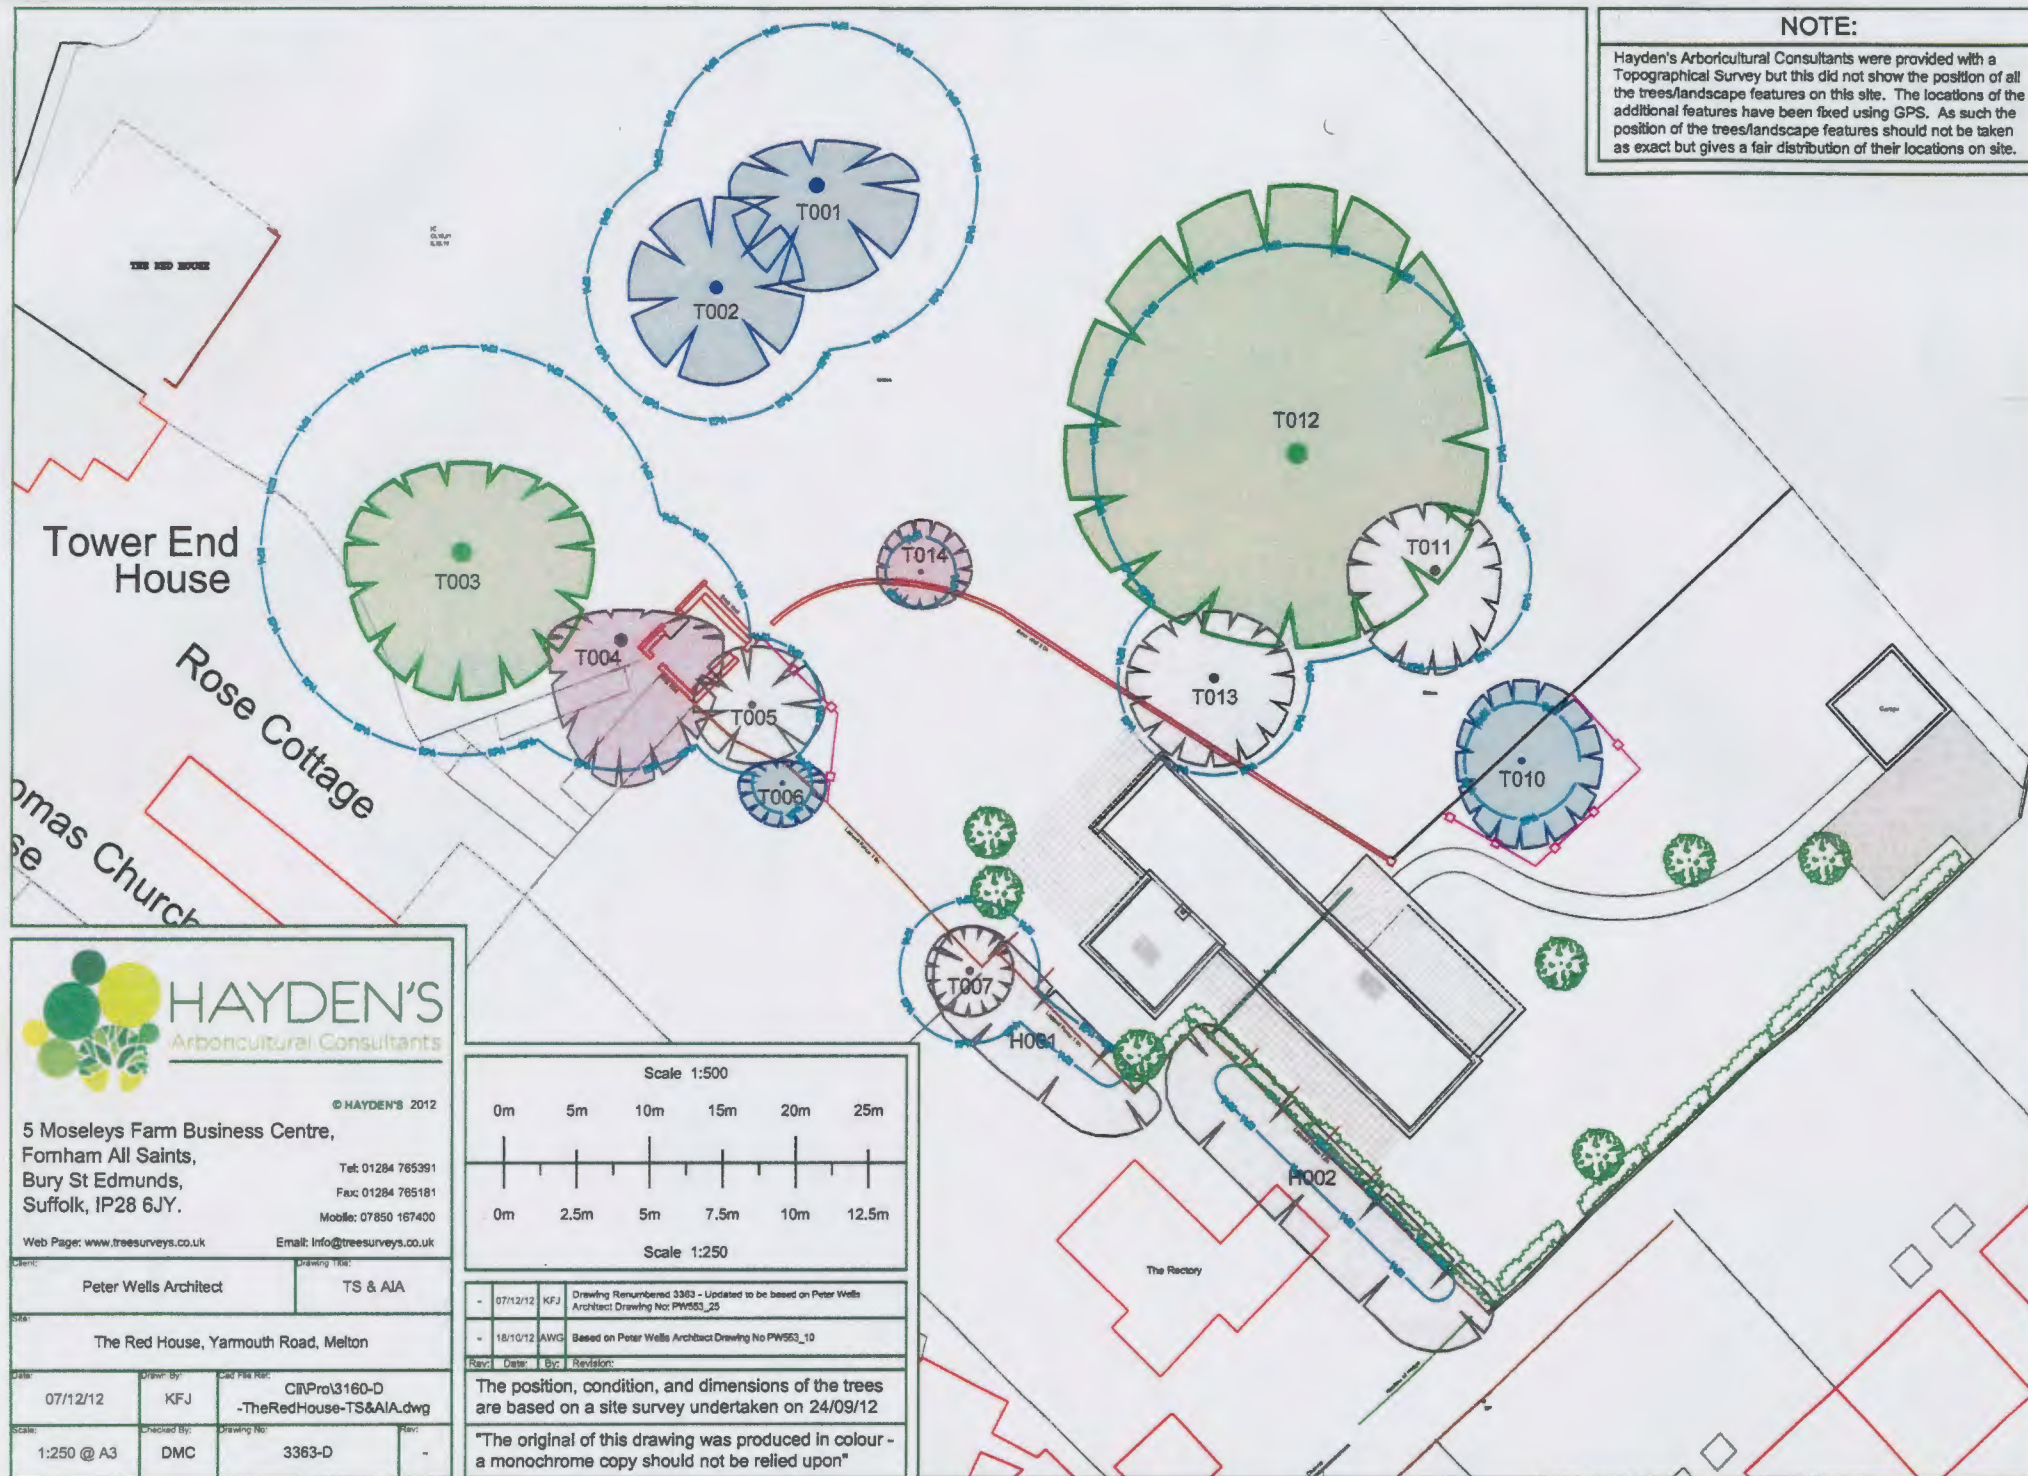 NOTE:
Hayden's Arboricultural Consultants were provided with a
Topographical Survey but this did not show the position of all
the trees/landscape features on this site. The locations of the
additional features have been fixed using GPS. As such the
position of the trees/landscape features should not be taken
as exact but gives a fair distribution of their locations on site.
THE RED HOUSE
T001
T002
T012
T011
T003
T014
T004
T005
T006
T013
T010
Garage
Tower End
House
Rose Cottage
omas Church
se
T007
H001
H002
The Rectory
HAYDEN'S
Arboricultural Consultants
© HAYDEN'S 2012
5 Moseleys Farm Business Centre,
Fornham All Saints,
Bury St Edmunds,
Suffolk, IP28 6JY.
Tel: 01284 765391
Fax: 01284 765181
Mobile: 07850 167400
Web Page: www.treesurveys.co.uk
Email: info@treesurveys.co.uk
Client:
Peter Wells Architect
Drawing Title:
TS & AIA
Site:
The Red House, Yarmouth Road, Melton
Date:
07/12/12
Drawn By:
KFJ
Cad File Ref:
C\\\Pro\3160-D
-TheRedHouse-TS&AIA.dwg
Scale:
1:250 @ A3
Checked By:
DMC
Drawing No:
3363-D
Rev:
-
Scale 1:500
0m 5m 10m 15m 20m 25m
0m 2.5m 5m 7.5m 10m 12.5m
Scale 1:250
- 07/12/12 KFJ Drawing Renumbered 3363 - Updated to be based on Peter Wells
Architect Drawing No: PW553_25
- 18/10/12 AWG Based on Peter Wells Architect Drawing No PW553_10
Rev: Date: By: Revision:
The position, condition, and dimensions of the trees
are based on a site survey undertaken on 24/09/12
"The original of this drawing was produced in colour -
a monochrome copy should not be relied upon"